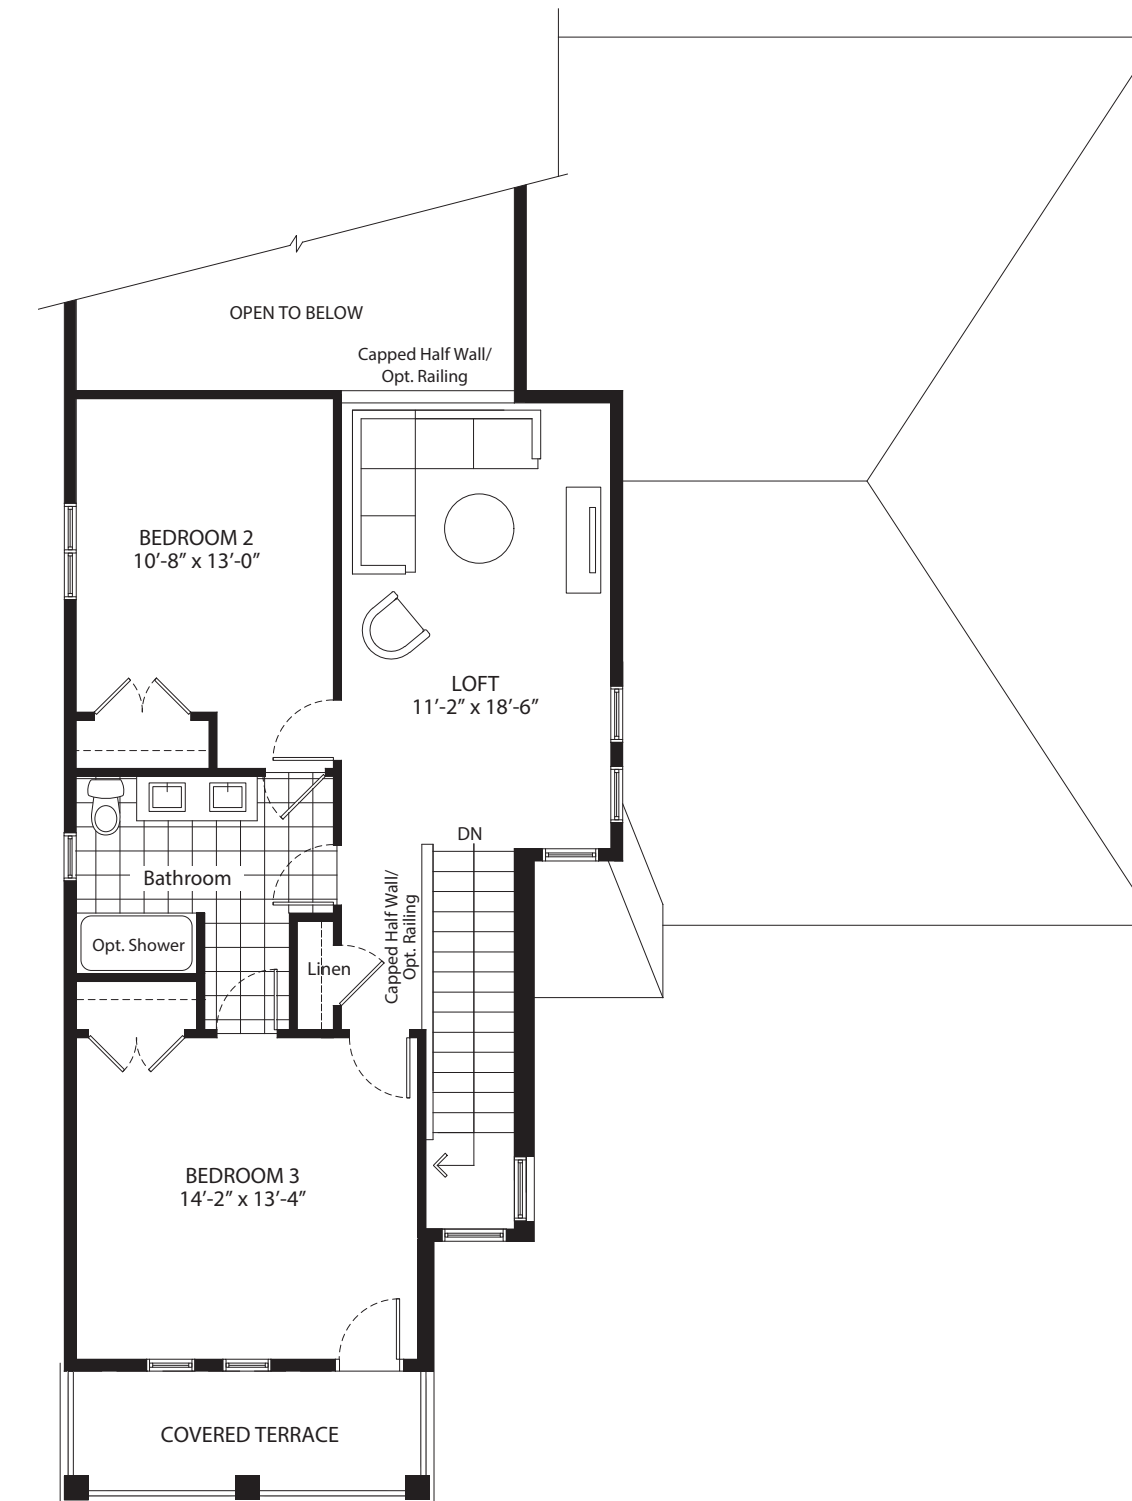 OPEN TO BELOW
Capped Half Wall/
Opt. Railing
BEDROOM 2
10’-8” x 13’-0”
LOFT
11’-2” x 18’-6”
DN
Bathroom
Capped Half Wall/
Opt. Railing
Opt. Shower
Linen
BEDROOM 3
14’-2” x 13’-4”
COVERED TERRACE